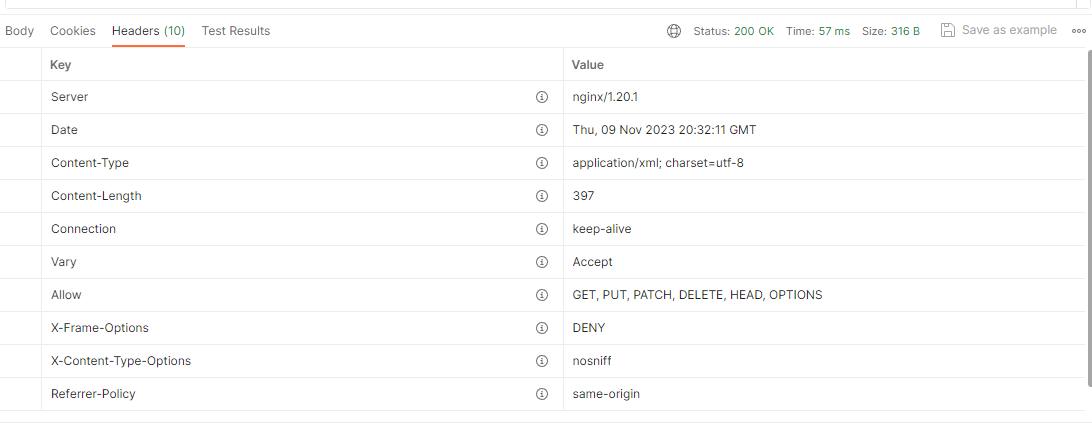 Body Cookies Headers (10) Test Results Status: 200 OK Time: 57 ms Size: 316 B Save as example
Key Value
Server nginx/1.20.1
Date Thu, 09 Nov 2023 20:32:11 GMT
Content-Type application/xml; charset=utf-8
Content-Length 397
Connection keep-alive
Vary Accept
Allow GET, PUT, PATCH, DELETE, HEAD, OPTIONS
X-Frame-Options DENY
X-Content-Type-Options nosniff
Referrer-Policy same-origin